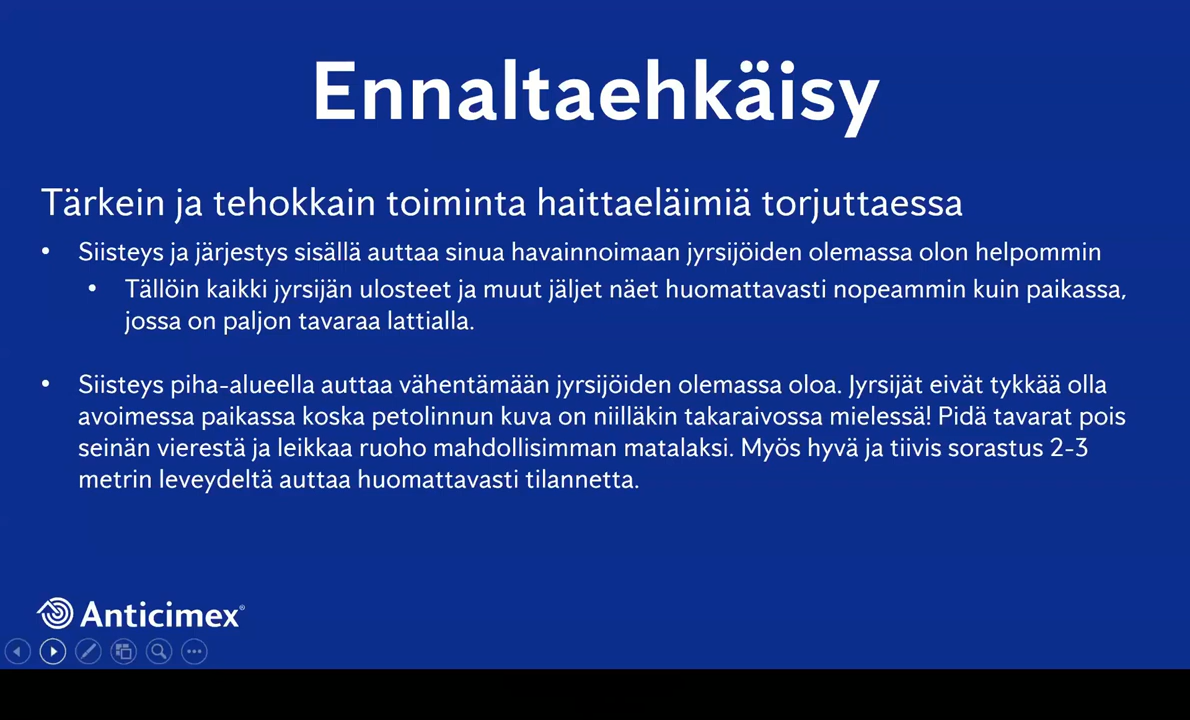 Ennaltaehkäisy
Tärkein ja tehokkain toiminta haittaeläimiä torjuttaessa
• Siisteys ja järjestys sisällä auttaa sinua havainnoimaan jyrsijöiden olemassa olon helpommin
• Tällöin kaikki jyrsijän ulosteet ja muut jäljet näet huomattavasti nopeammin kuin paikassa,
jossa on paljon tavaraa lattialla.
• Siisteys piha-alueella auttaa vähentämään jyrsijöiden olemassa oloa. Jyrsijät eivät tykkää olla
avoimessa paikassa koska petolinnun kuva on niilläkin takaraivossa mielessä! Pidä tavarat pois
seinän vierestä ja leikkaa ruoho mahdollisimman matalaksi. Myös hyvä ja tiivis sorastus 2-3
metrin leveydeltä auttaa huomattavasti tilannetta.
Anticimex®